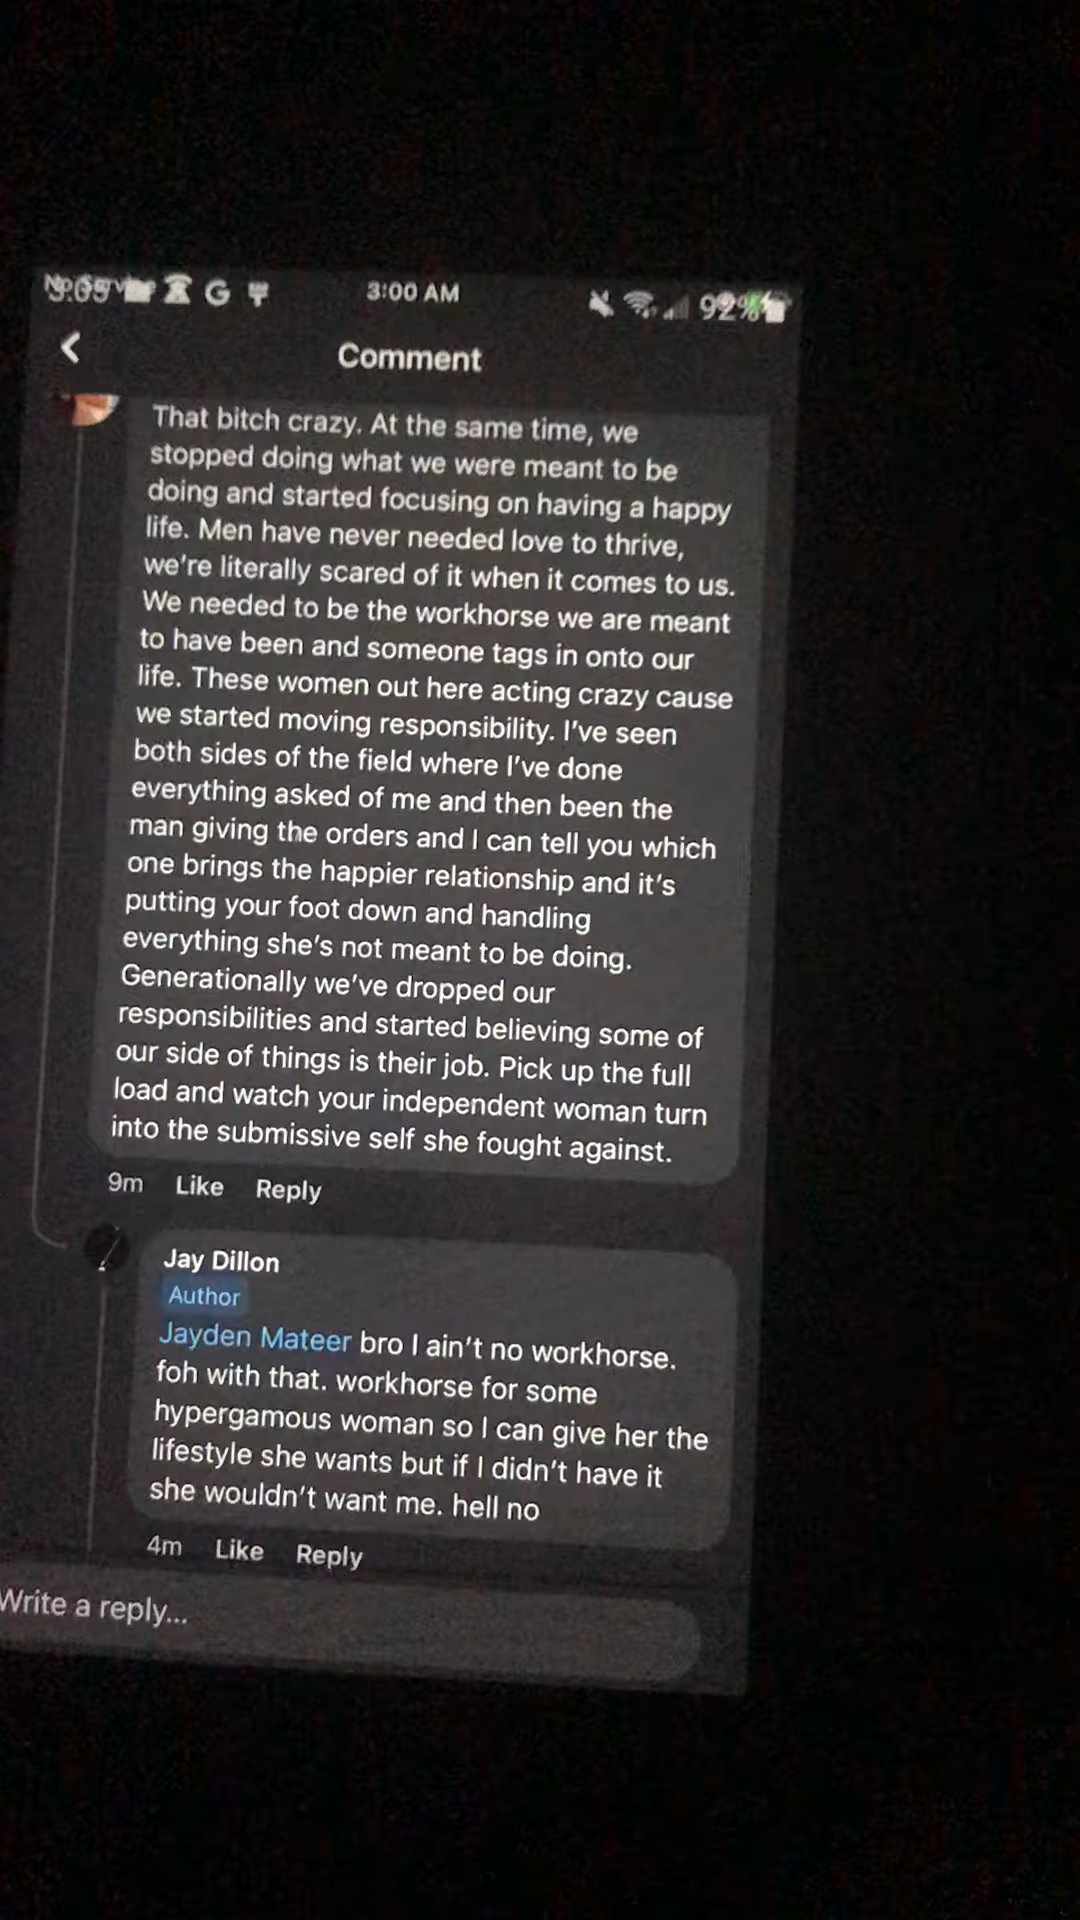 3:00 AM
92%
Comment
That bitch crazy. At the same time, we
stopped doing what we were meant to be
doing and started focusing on having a happy
life. Men have never needed love to thrive,
we're literally scared of it when it comes to us.
We needed to be the workhorse we are meant
to have been and someone tags in onto our
life. These women out here acting crazy cause
we started moving responsibility. I've seen
both sides of the field where I've done
everything asked of me and then been the
man giving the orders and I can tell you which
one brings the happier relationship and it's
putting your foot down and handling
everything she's not meant to be doing.
Generationally we've dropped our
responsibilities and started believing some of
our side of things is their job. Pick up the full
load and watch your independent woman turn
into the submissive self she fought against.
9m Like Reply
Jay Dillon
Author
Jayden Mateer bro I ain't no workhorse.
foh with that. workhorse for some
hypergamous woman so I can give her the
lifestyle she wants but if I didn't have it
she wouldn't want me. hell no
4m Like Reply
Write a reply...